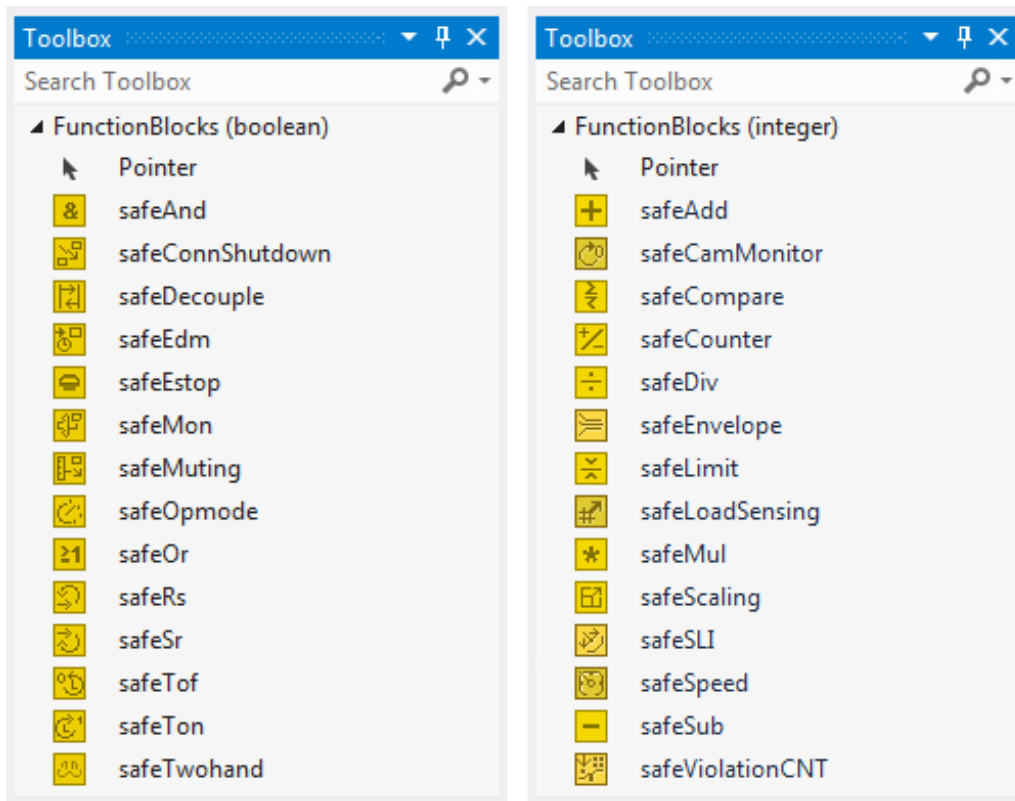 Toolbox
Search Toolbox
FunctionBlocks (boolean)
Pointer
& safeAnd
safeConnShutdown
safeDecouple
safeEdm
safeEstop
safeMon
safeMuting
safeOpmode
≥1 safeOr
safeRs
safeSr
safeTof
safeTon
safeTwohand
Toolbox
Search Toolbox
FunctionBlocks (integer)
Pointer
+ safeAdd
safeCamMonitor
safeCompare
+/- safeCounter
÷ safeDiv
safeEnvelope
safeLimit
safeLoadSensing
* safeMul
safeScaling
safeSLI
safeSpeed
− safeSub
safeViolationCNT